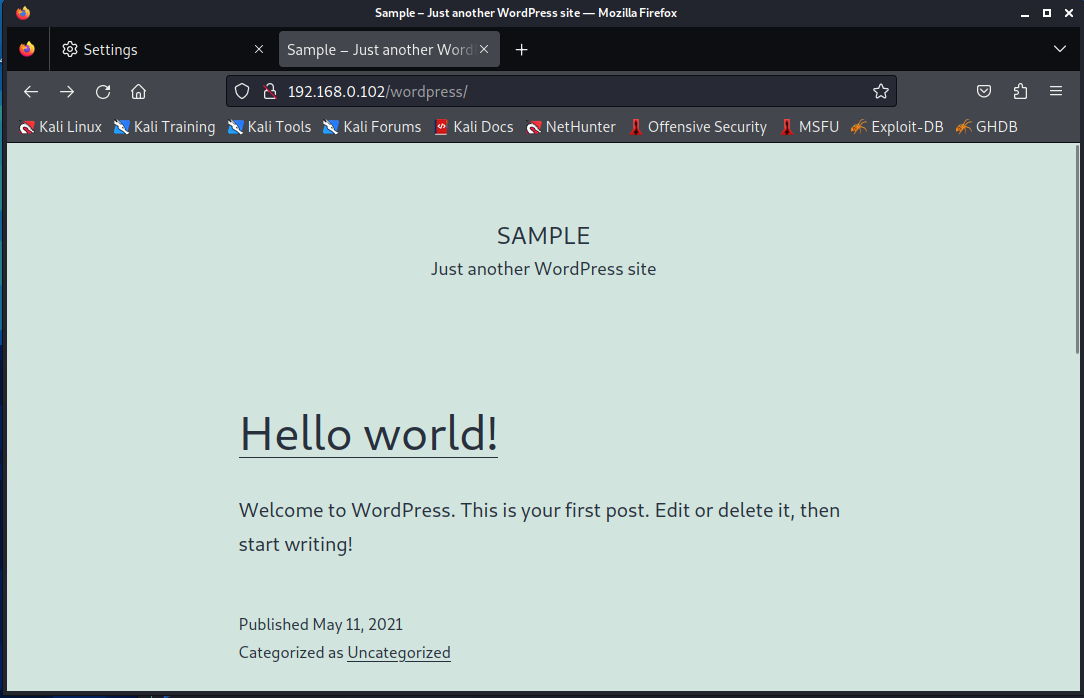 Sample – Just another WordPress site — Mozilla Firefox
Settings
Sample – Just another Word
192.168.0.102/wordpress/
Kali Linux Kali Training Kali Tools Kali Forums Kali Docs NetHunter Offensive Security MSFU Exploit-DB GHDB
SAMPLE
Just another WordPress site
Hello world!
Welcome to WordPress. This is your first post. Edit or delete it, then
start writing!
Published May 11, 2021
Categorized as Uncategorized